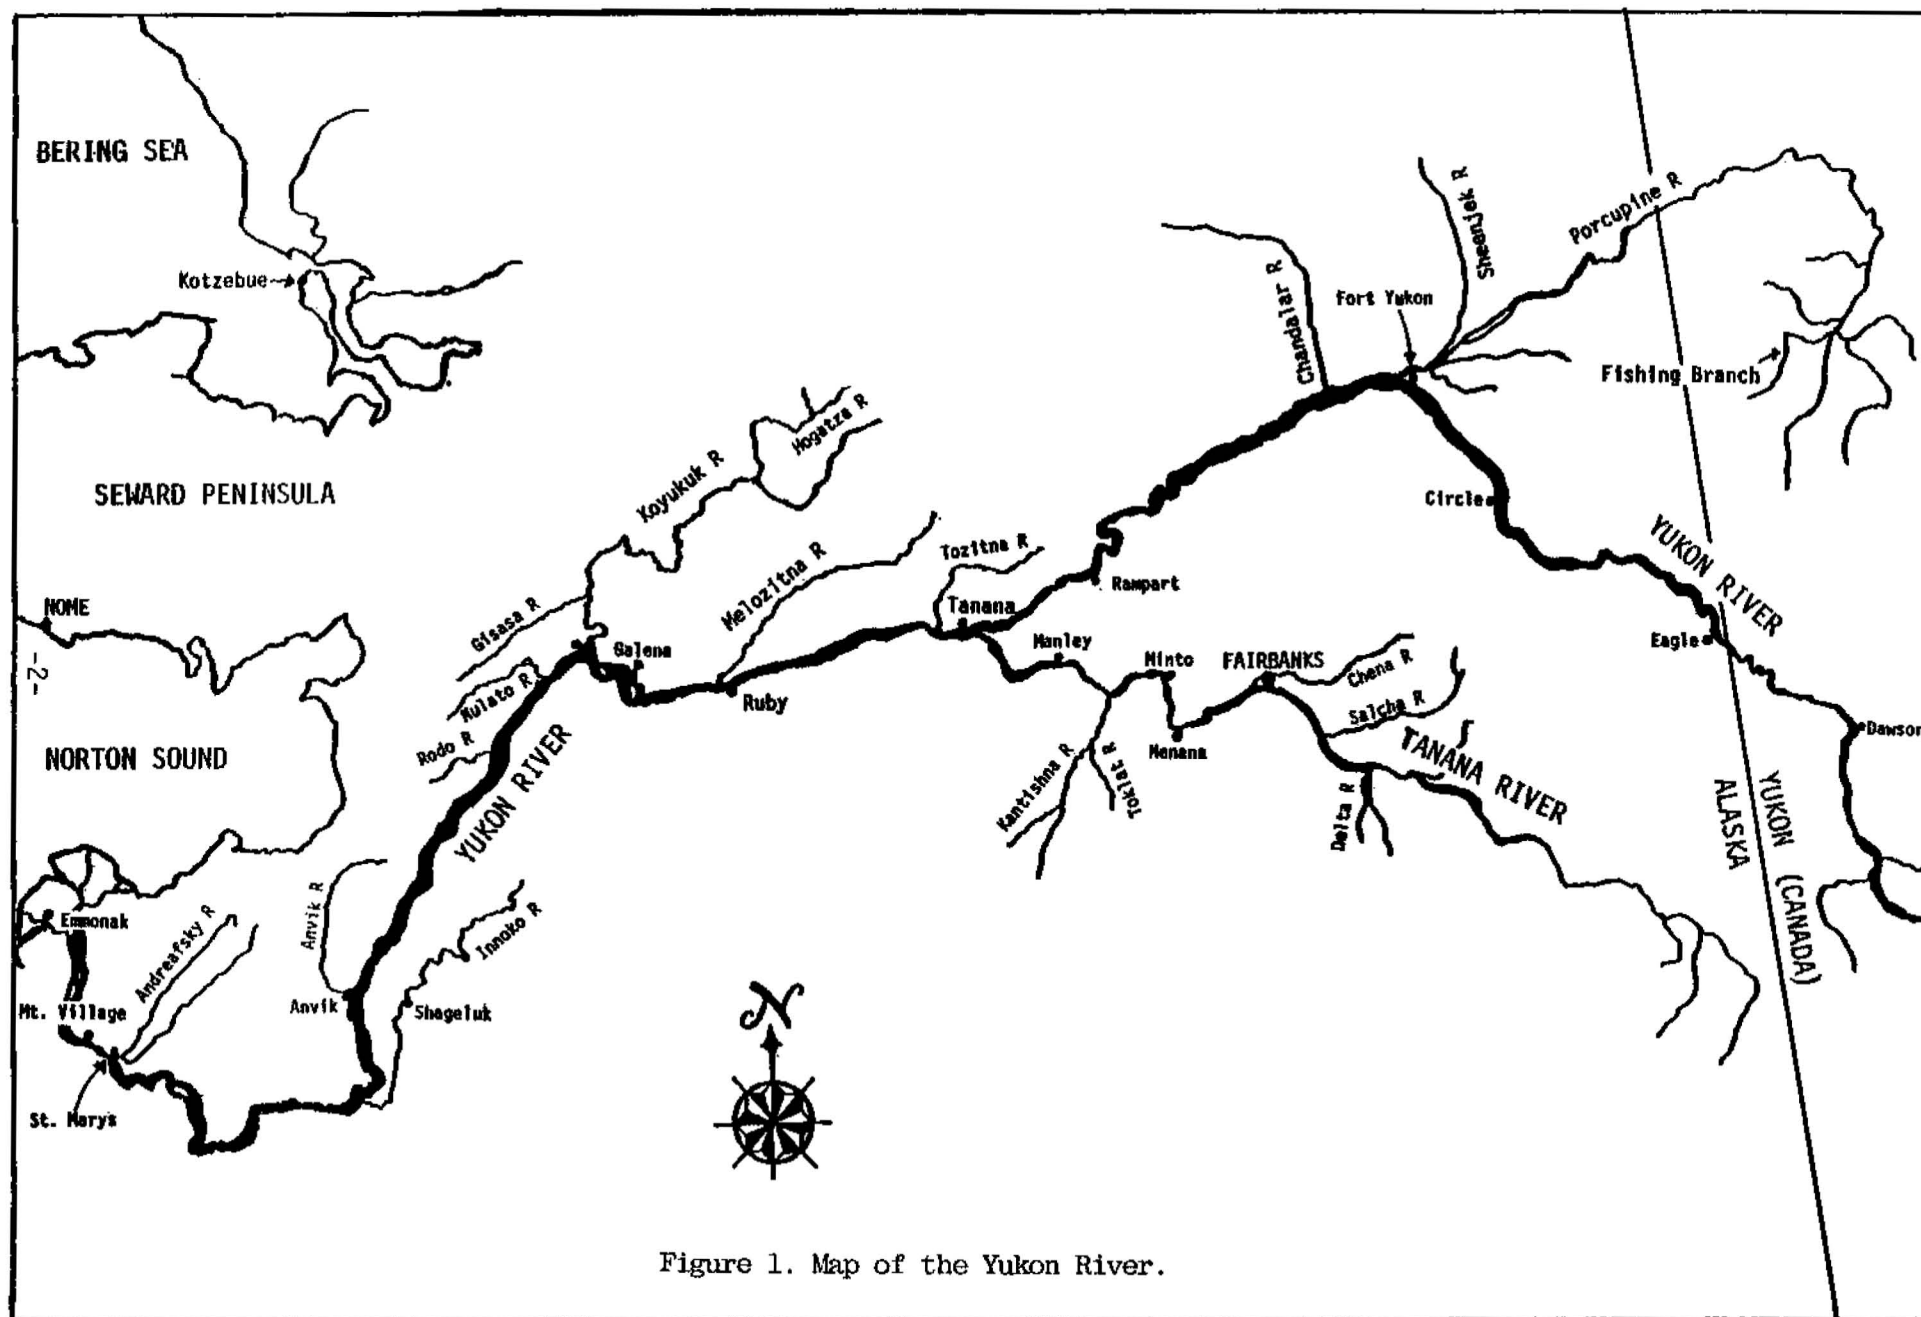 BERING SEA
Kotzebue
SEWARD PENINSULA
NOME
-2-
NORTON SOUND
Emmonak
Andreafsky R
Mt. Village
St. Marys
Anvik R
Anvik
Shageluk
Innoko R
YUKON RIVER
Rodo R
Nulato R
Gisasa R
Galena
Koyukuk R
Hogatza R
Melozitna R
Ruby
Tozitna R
Tanana
Rampart
Manley
Minto
FAIRBANKS
Chena R
Salcha R
Nenana
Kantishna R
Toklat R
TANANA RIVER
Delta R
Chandalar R
Sheenjek R
Fort Yukon
Porcupine R
Fishing Branch
Circle
YUKON RIVER
Eagle
Dawson
YUKON (CANADA)
ALASKA
N
Figure 1. Map of the Yukon River.